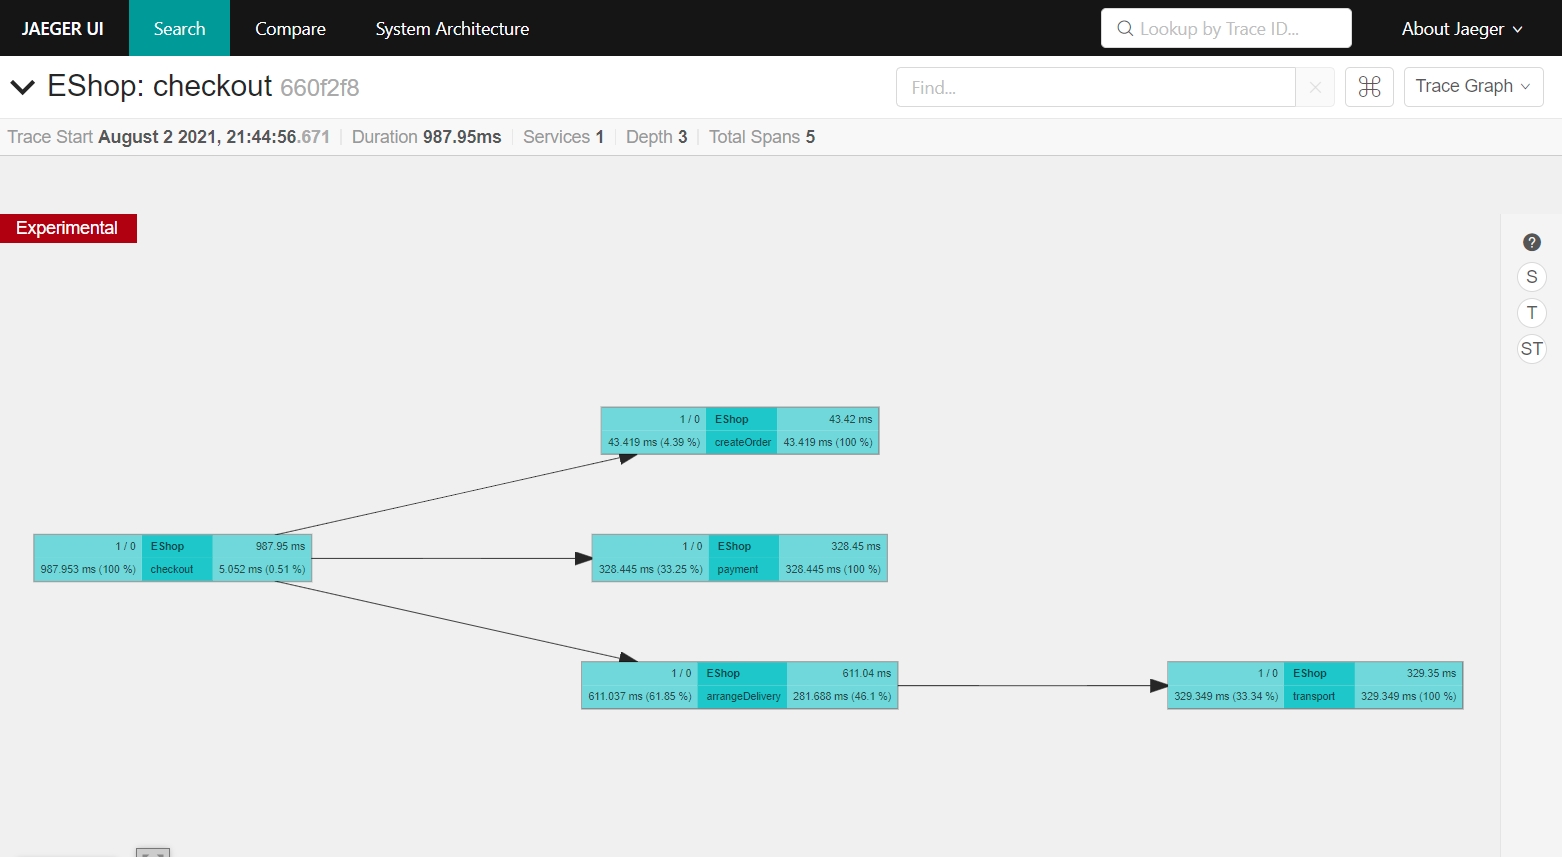 JAEGER UI Search Compare System Architecture Lookup by Trace ID... About Jaeger
EShop: checkout 660f2f8 Find... Trace Graph
Trace Start August 2 2021, 21:44:56.671 Duration 987.95ms Services 1 Depth 3 Total Spans 5
Experimental
?
S
T
ST
1 / 0 EShop 43.42 ms
43.419 ms (4.39 %) createOrder 43.419 ms (100 %)
1 / 0 EShop 987.95 ms
987.953 ms (100 %) checkout 5.052 ms (0.51 %)
1 / 0 EShop 328.45 ms
328.445 ms (33.25 %) payment 328.445 ms (100 %)
1 / 0 EShop 611.04 ms
611.037 ms (61.85 %) arrangeDelivery 281.688 ms (46.1 %)
1 / 0 EShop 329.35 ms
329.349 ms (33.34 %) transport 329.349 ms (100 %)